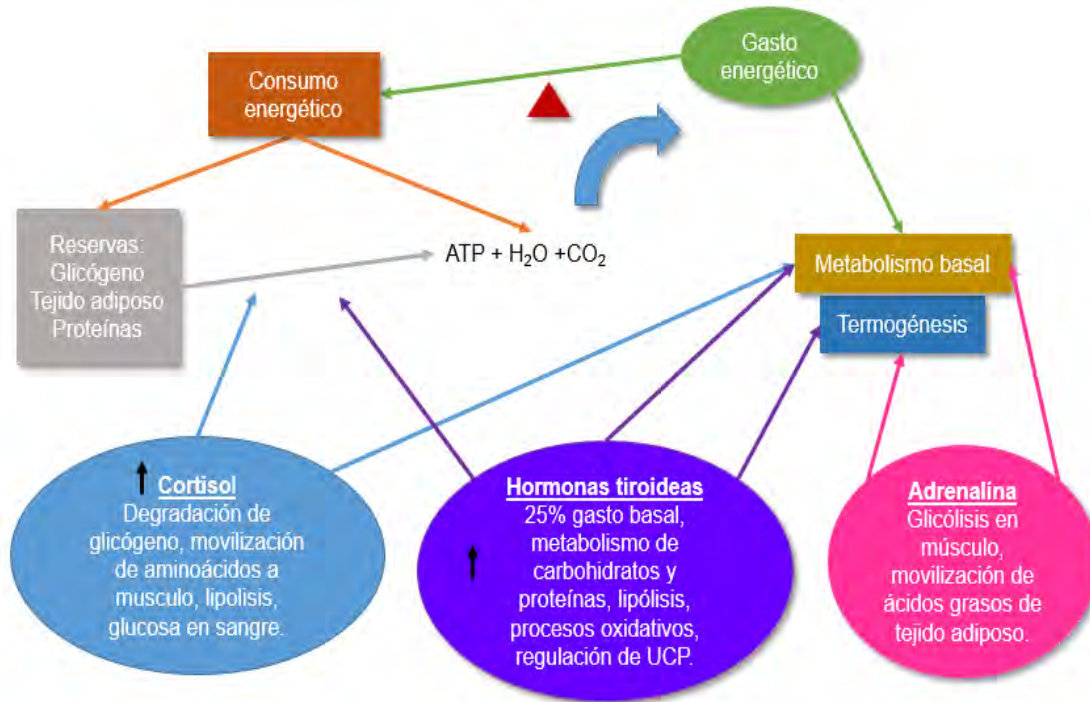 Gasto
energético
Consumo
energético
Reservas:
Glicógeno
Tejido adiposo
Proteínas
ATP + H₂O +CO₂
Metabolismo basal
Termogénesis
Cortisol
Degradación de
glicógeno, movilización
de aminoácidos a
musculo, lipolisis,
glucosa en sangre.
Hormonas tiroideas
25% gasto basal,
metabolismo de
carbohidratos y
proteínas, lipólisis,
procesos oxidativos,
regulación de UCP.
Adrenalína
Glicólisis en
músculo,
movilización de
ácidos grasos de
tejido adiposo.